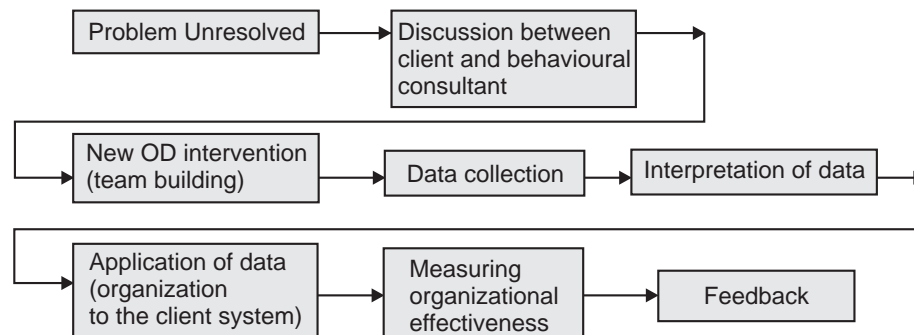 Problem Unresolved
Discussion between
client and behavioural
consultant
New OD intervention
(team building)
Data collection
Interpretation of data
Application of data
(organization
to the client system)
Measuring
organizational
effectiveness
Feedback